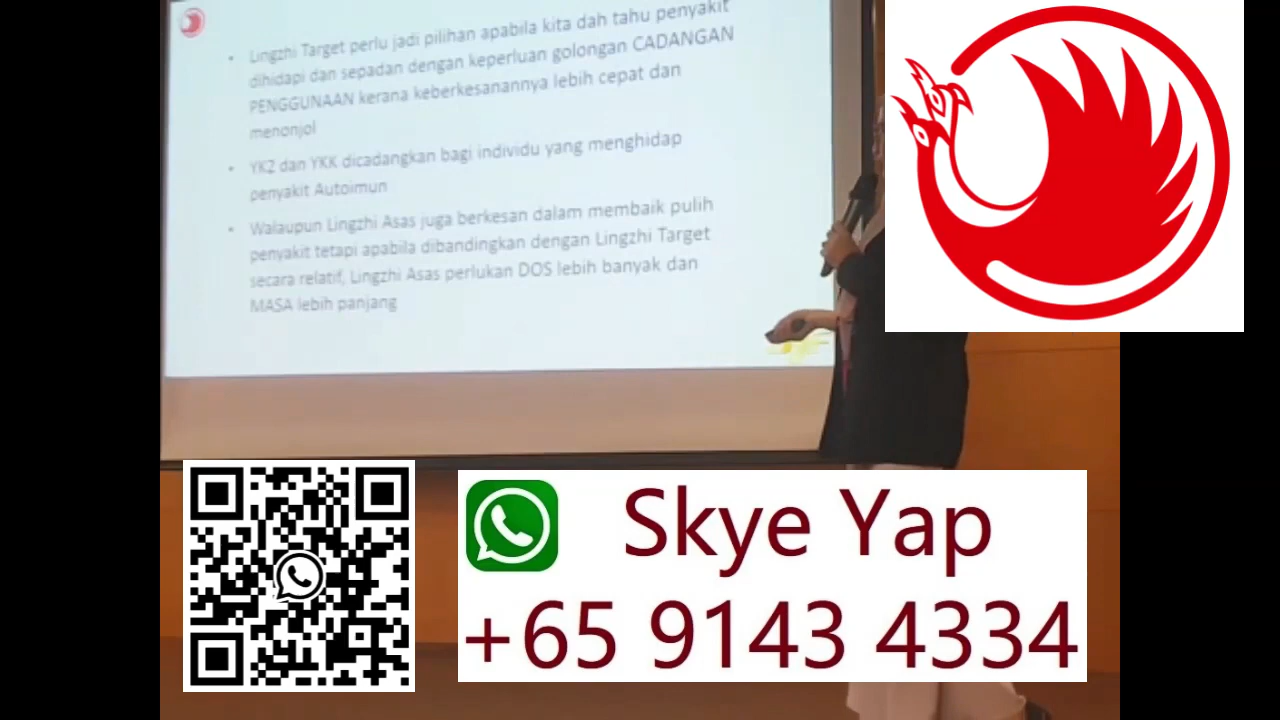 • Lingzhi Target perlu jadi pilihan apabila kita dah tahu penyakit
dihidapi dan sepadan dengan keperluan golongan CADANGAN
PENGGUNAAN kerana keberkesanannya lebih cepat dan
menonjol
• YK2 dan YKK dicadangkan bagi individu yang menghidap
penyakit Autoimun
• Walaupun Lingzhi Asas juga berkesan dalam membaik pulih
penyakit tetapi apabila dibandingkan dengan Lingzhi Target
secara relatif, Lingzhi Asas perlukan DOS lebih banyak dan
MASA lebih panjang
Skye Yap
+65 9143 4334